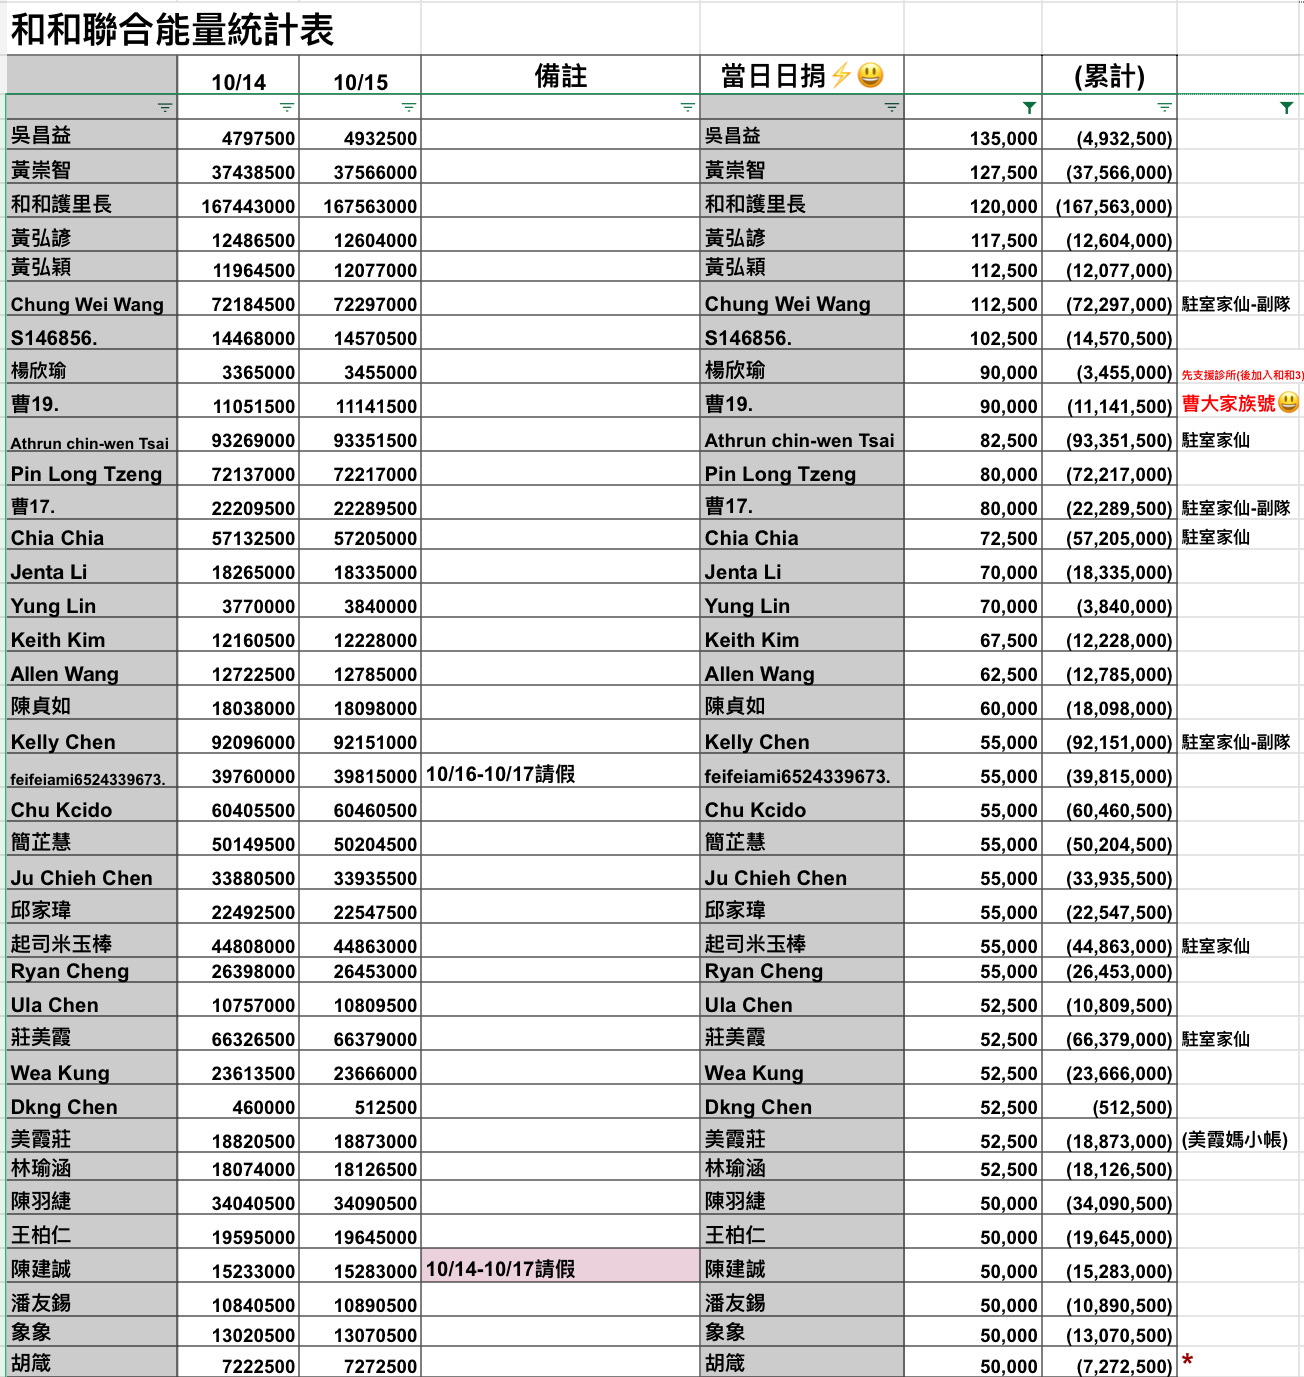 和和聯合能量統計表
10/14 10/15 備註 當日日捐⚡😃 (累計)
吳昌益 4797500 4932500 吳昌益 135,000 (4,932,500)
黃崇智 37438500 37566000 黃崇智 127,500 (37,566,000)
和和護里長 167443000 167563000 和和護里長 120,000 (167,563,000)
黃弘諺 12486500 12604000 黃弘諺 117,500 (12,604,000)
黃弘穎 11964500 12077000 黃弘穎 112,500 (12,077,000)
Chung Wei Wang 72184500 72297000 Chung Wei Wang 112,500 (72,297,000) 駐室家仙-副隊
S146856. 14468000 14570500 S146856. 102,500 (14,570,500)
楊欣瑜 3365000 3455000 楊欣瑜 90,000 (3,455,000) 先支援診所(後加入和和3)
曹19. 11051500 11141500 曹19. 90,000 (11,141,500) 曹大家族號😃
Athrun chin-wen Tsai 93269000 93351500 Athrun chin-wen Tsai 82,500 (93,351,500) 駐室家仙
Pin Long Tzeng 72137000 72217000 Pin Long Tzeng 80,000 (72,217,000)
曹17. 22209500 22289500 曹17. 80,000 (22,289,500) 駐室家仙-副隊
Chia Chia 57132500 57205000 Chia Chia 72,500 (57,205,000) 駐室家仙
Jenta Li 18265000 18335000 Jenta Li 70,000 (18,335,000)
Yung Lin 3770000 3840000 Yung Lin 70,000 (3,840,000)
Keith Kim 12160500 12228000 Keith Kim 67,500 (12,228,000)
Allen Wang 12722500 12785000 Allen Wang 62,500 (12,785,000)
陳貞如 18038000 18098000 陳貞如 60,000 (18,098,000)
Kelly Chen 92096000 92151000 Kelly Chen 55,000 (92,151,000) 駐室家仙-副隊
feifeiami6524339673. 39760000 39815000 10/16-10/17請假 feifeiami6524339673. 55,000 (39,815,000)
Chu Kcido 60405500 60460500 Chu Kcido 55,000 (60,460,500)
簡芷慧 50149500 50204500 簡芷慧 55,000 (50,204,500)
Ju Chieh Chen 33880500 33935500 Ju Chieh Chen 55,000 (33,935,500)
邱家瑋 22492500 22547500 邱家瑋 55,000 (22,547,500)
起司米玉棒 44808000 44863000 起司米玉棒 55,000 (44,863,000) 駐室家仙
Ryan Cheng 26398000 26453000 Ryan Cheng 55,000 (26,453,000)
Ula Chen 10757000 10809500 Ula Chen 52,500 (10,809,500)
莊美霞 66326500 66379000 莊美霞 52,500 (66,379,000) 駐室家仙
Wea Kung 23613500 23666000 Wea Kung 52,500 (23,666,000)
Dkng Chen 460000 512500 Dkng Chen 52,500 (512,500)
美霞莊 18820500 18873000 美霞莊 52,500 (18,873,000) (美霞媽小帳)
林瑜涵 18074000 18126500 林瑜涵 52,500 (18,126,500)
陳羽緁 34040500 34090500 陳羽緁 50,000 (34,090,500)
王柏仁 19595000 19645000 王柏仁 50,000 (19,645,000)
陳建誠 15233000 15283000 10/14-10/17請假 陳建誠 50,000 (15,283,000)
潘友錫 10840500 10890500 潘友錫 50,000 (10,890,500)
象象 13020500 13070500 象象 50,000 (13,070,500)
胡箴 7222500 7272500 胡箴 50,000 (7,272,500) *